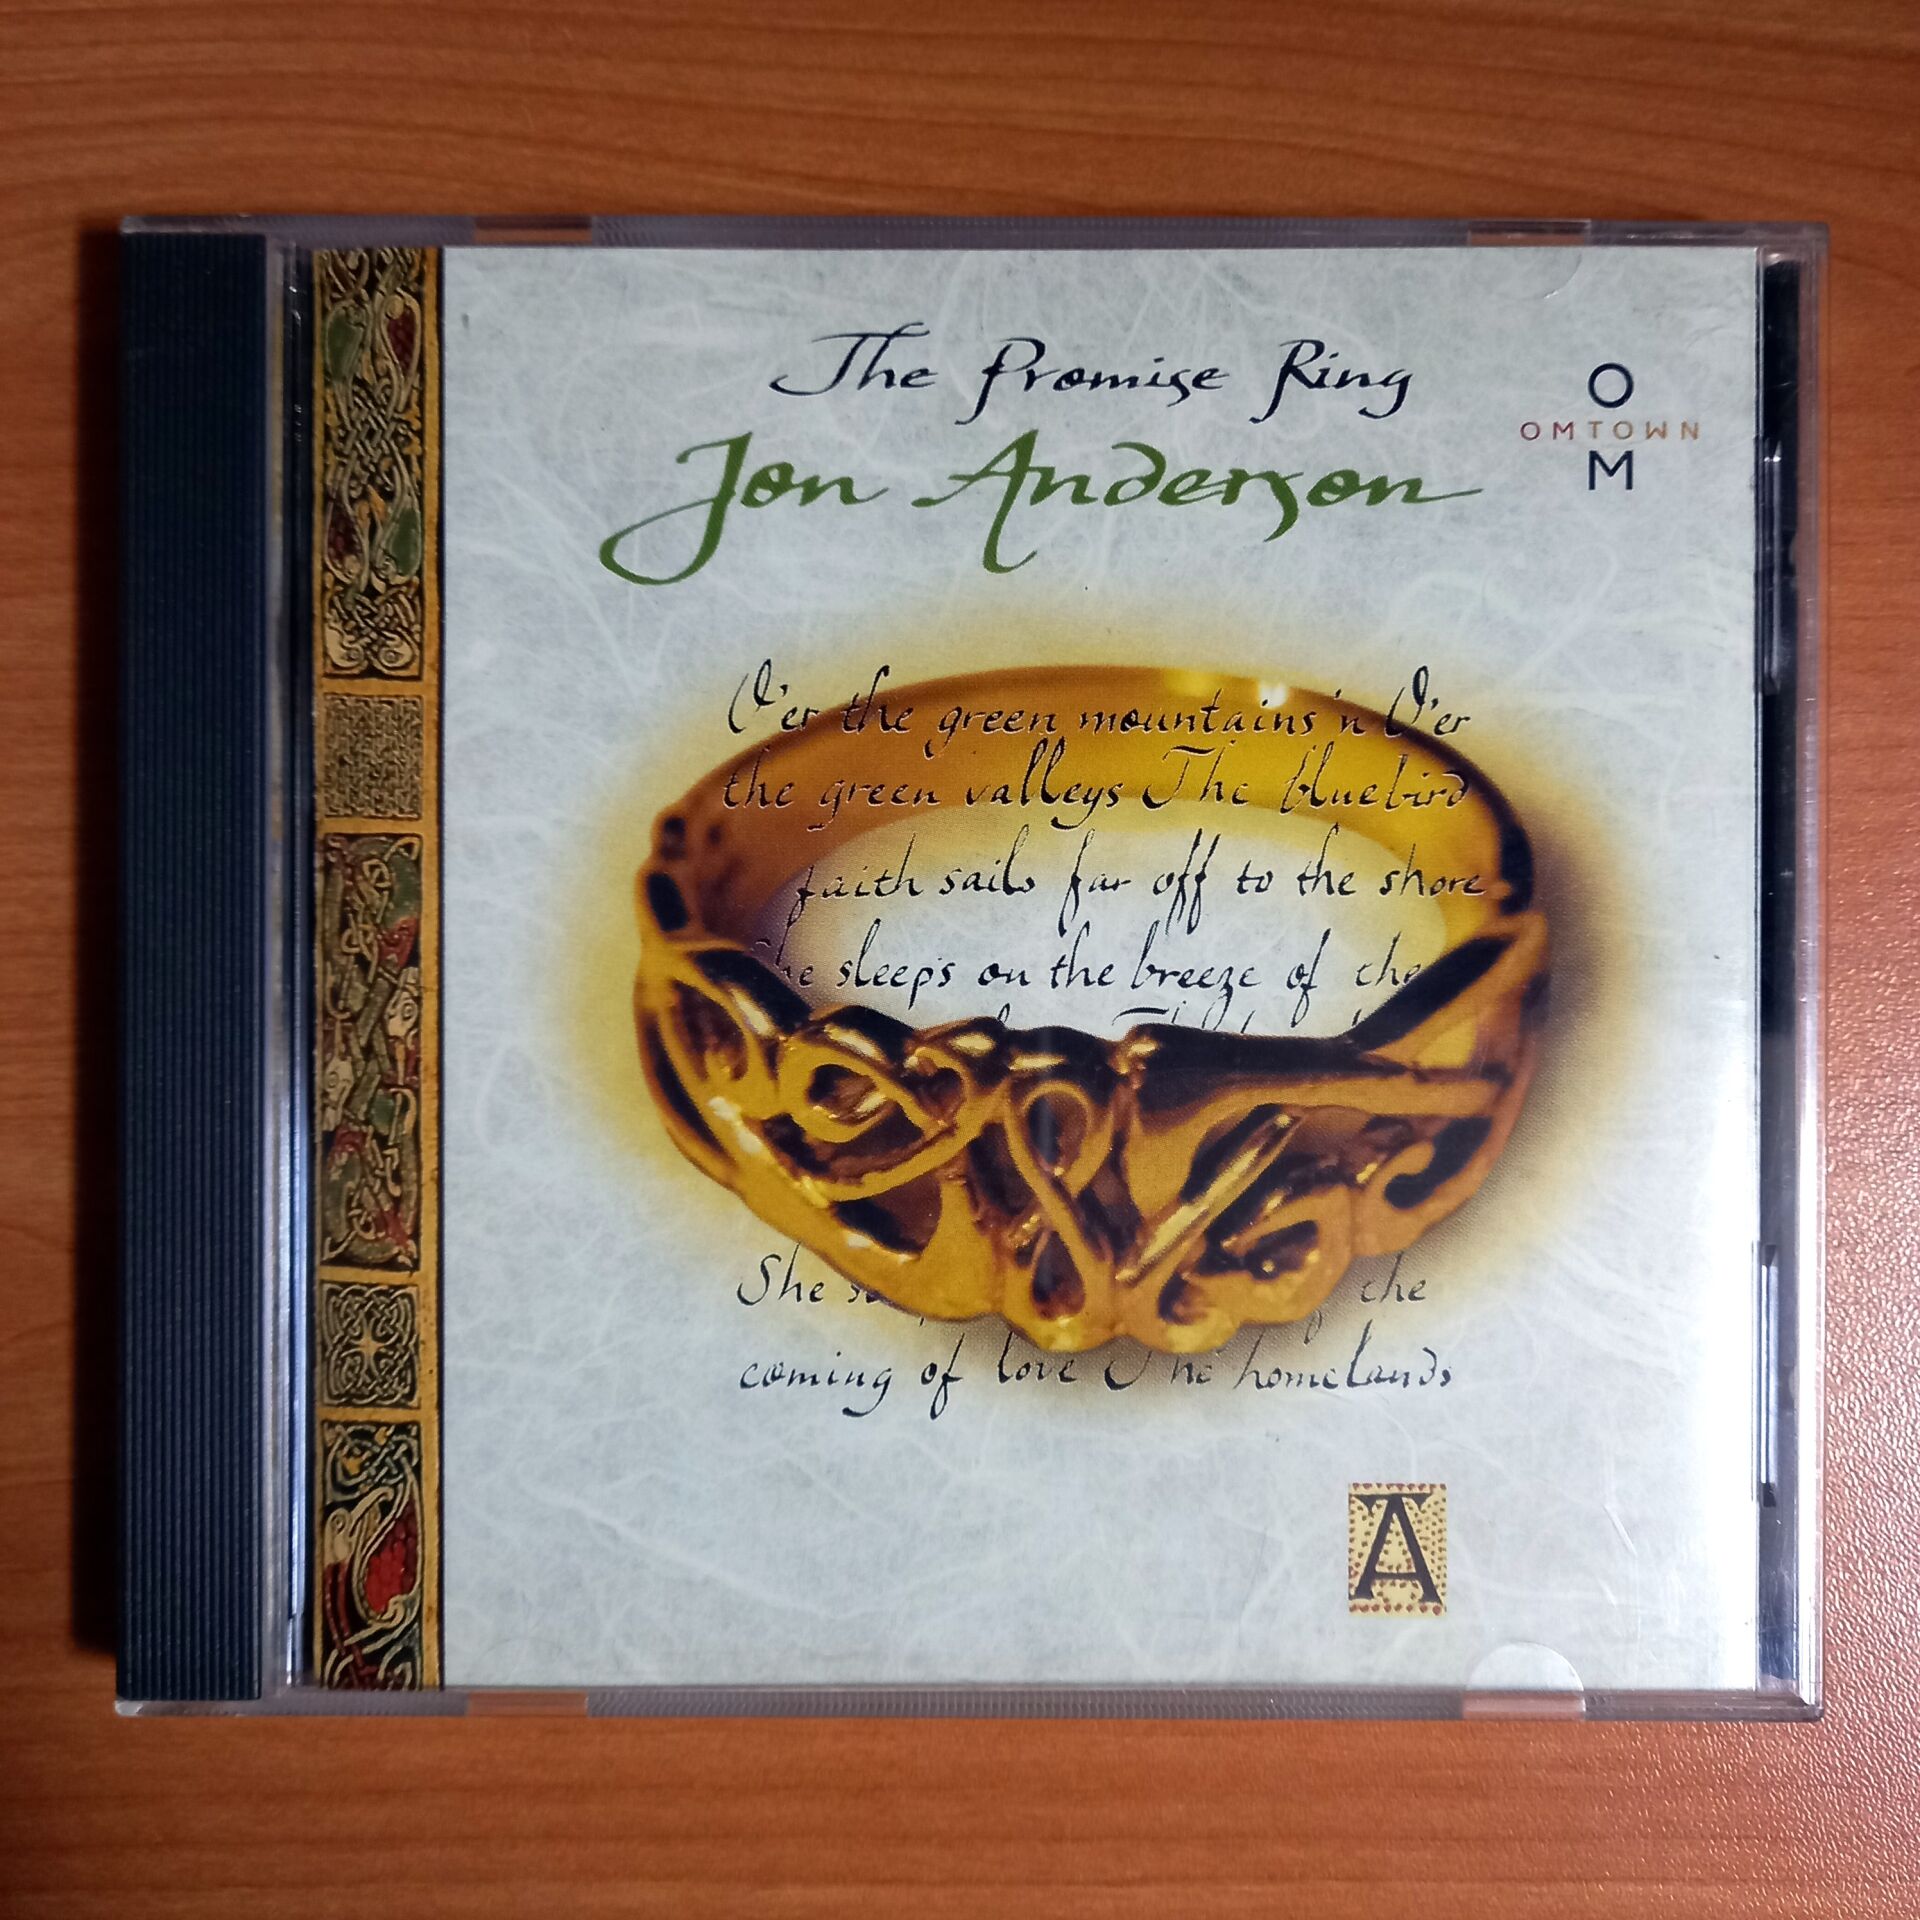 The Promise Ring
Jon Anderson
O
OMTOWN
M
O'er the green mountains 'n O'er
the green valleys The bluebird
faith sails far off to the shore
sleeps on the breeze of the
She the
coming of love The homelands
A